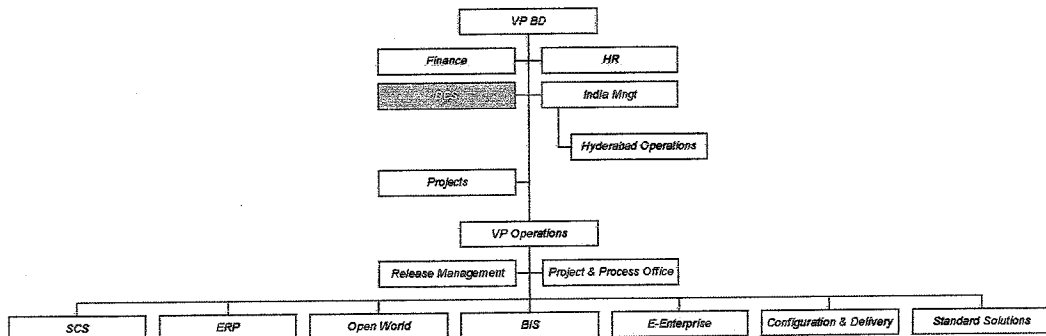 VP BD
Finance
HR
India Mngt
Hyderabad Operations
Projects
VP Operations
Release Management
Project & Process Office
SCS
ERP
Open World
BIS
E-Enterprise
Configuration & Delivery
Standard Solutions